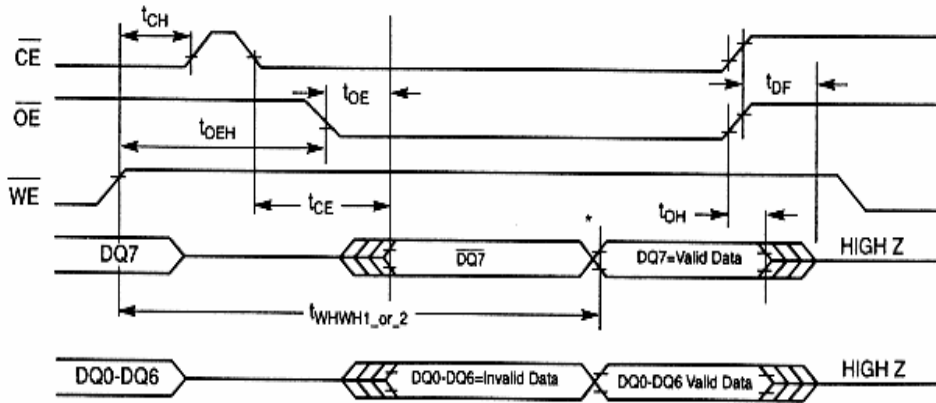 tCH
CE
tOE
tDF
OE
tOEH
WE
tCE
*
tOH
DQ7
DQ7
DQ7=Valid Data
HIGH Z
tWHWH1_or_2
DQ0-DQ6
DQ0-DQ6=Invalid Data
DQ0-DQ6 Valid Data
HIGH Z